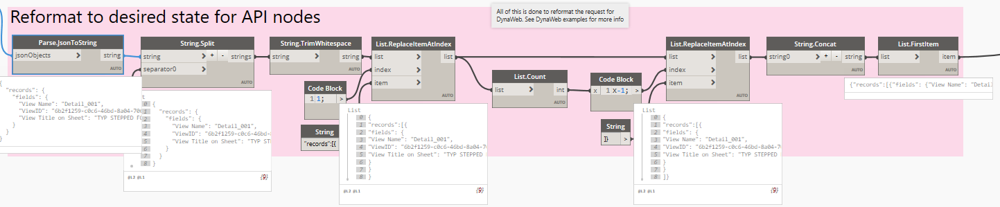 Reformat to desired state for API nodes
All of this is done to reformat the request for
DynaWeb. See DynaWeb examples for more info
Parse.JsonToString
jsonObjects > string
AUTO
String.Split
string > + - strings
separator0 >
AUTO
String.TrimWhitespace
string > string
AUTO
List.ReplaceItemAtIndex
list > list
index >
item >
AUTO
Code Block
1 1; >
String
"records":[{
List.Count
list > int
AUTO
Code Block
x 1 x-1; >
AUTO
List.ReplaceItemAtIndex
list > list
index >
item >
AUTO
String
]} >
String.Concat
string0 > + - string
AUTO
List.FirstItem
list > item
AUTO
{
"records": {
"fields": {
"View Name": "Detail_001",
"ViewID": "6b2f1259-c0c6-46bd-8a04-70
"View Title on Sheet": "TYP STEPPED FO
}
}
}
0 {
1 "records": {
2 "fields": {
3 "View Name": "Detail_001",
4 "ViewID": "6b2f1259-c0c6-46bd
5 "View Title on Sheet": "TYP ST
6 }
7 }
8 }
@L2 @L1 {9}
List
0 {
1 "records":[{
2 "fields": {
3 "View Name": "Detail_001",
4 "ViewID": "6b2f1259-c0c6-46bd-8a04-7
5 "View Title on Sheet": "TYP STEPPED
6 }
7 }
8 }
@L2 @L1 {9}
List
0 {
1 "records":[{
2 "fields": {
3 "View Name": "Detail_001",
4 "ViewID": "6b2f1259-c0c6-46bd-8a04-7
5 "View Title on Sheet": "TYP STEPPED
6 }
7 }
8 ]}
@L2 @L1 {9}
{"records":[{"fields": {"View Name": "Detai